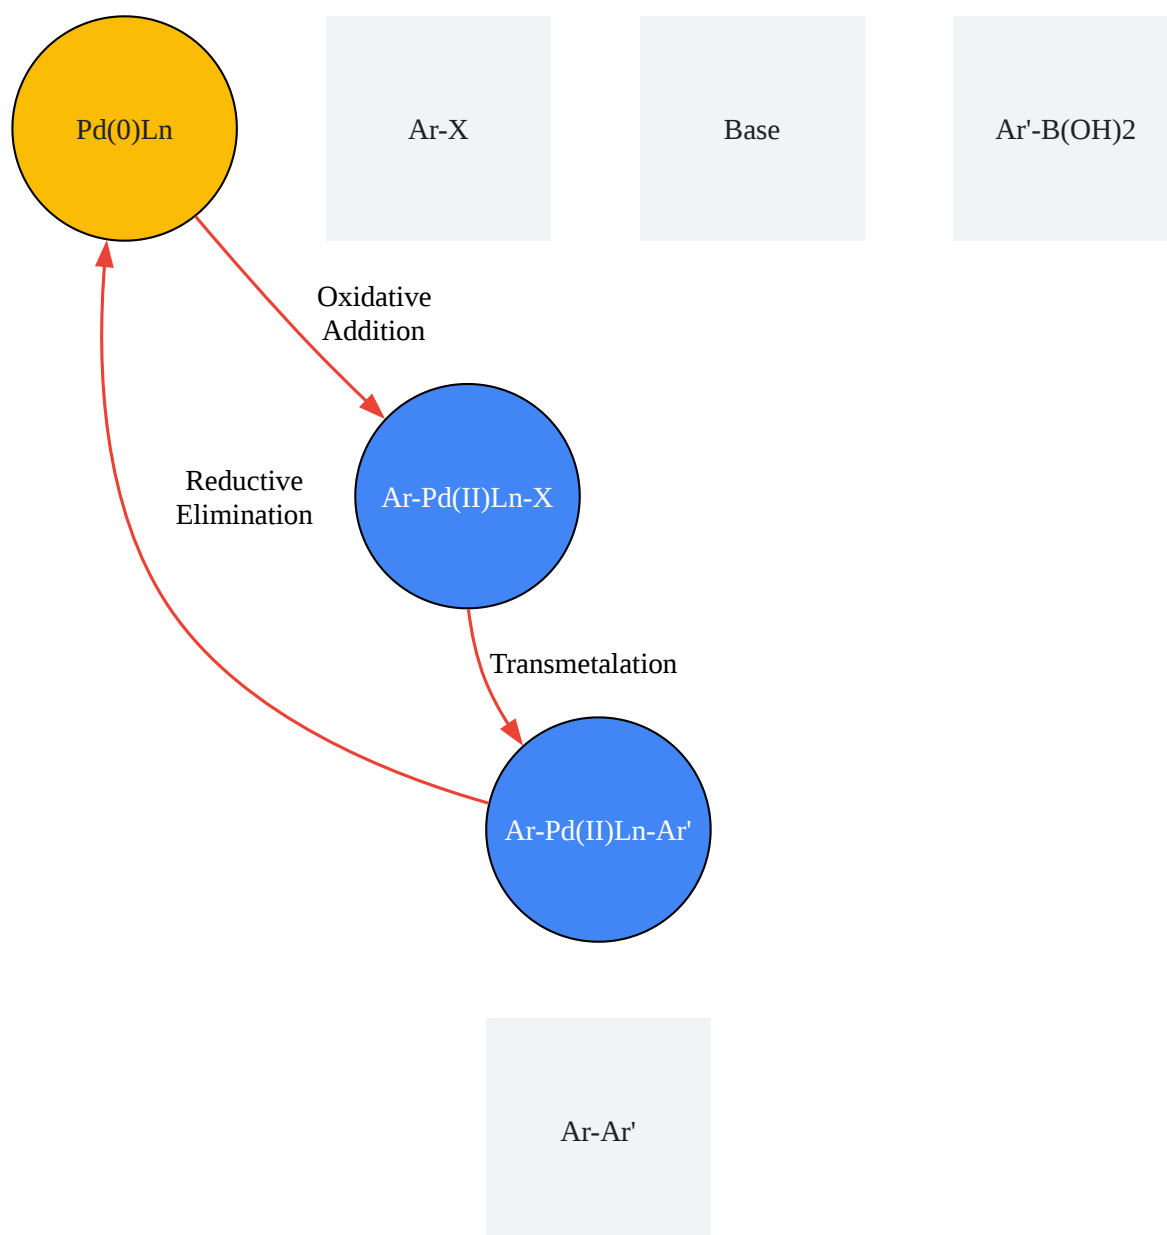 Pd(0)Ln
Ar-X
Base
Ar'-B(OH)2
Oxidative
Addition
Reductive
Elimination
Ar-Pd(II)Ln-X
Transmetalation
Ar-Pd(II)Ln-Ar'
Ar-Ar'